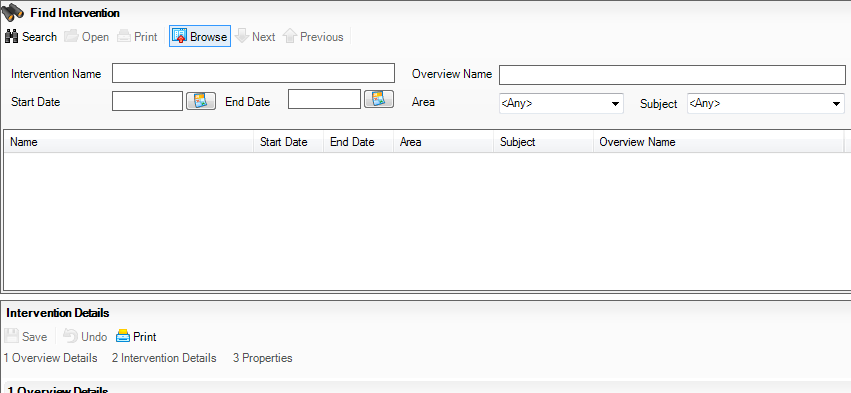 Find Intervention
Search Open Print Browse Next Previous
Intervention Name Overview Name
Start Date End Date Area <Any> Subject <Any>
Name Start Date End Date Area Subject Overview Name
Intervention Details
Save Undo Print
1 Overview Details 2 Intervention Details 3 Properties
1 Overview Details